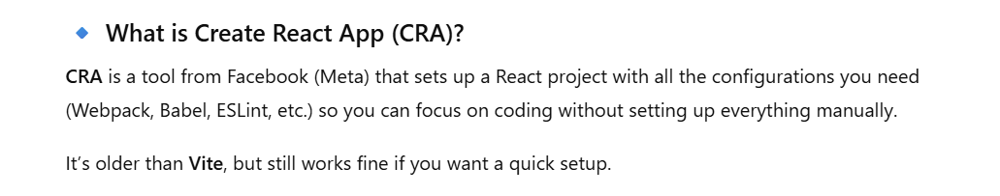 🔹 What is Create React App (CRA)?
CRA is a tool from Facebook (Meta) that sets up a React project with all the configurations you need
(Webpack, Babel, ESLint, etc.) so you can focus on coding without setting up everything manually.
It’s older than Vite, but still works fine if you want a quick setup.